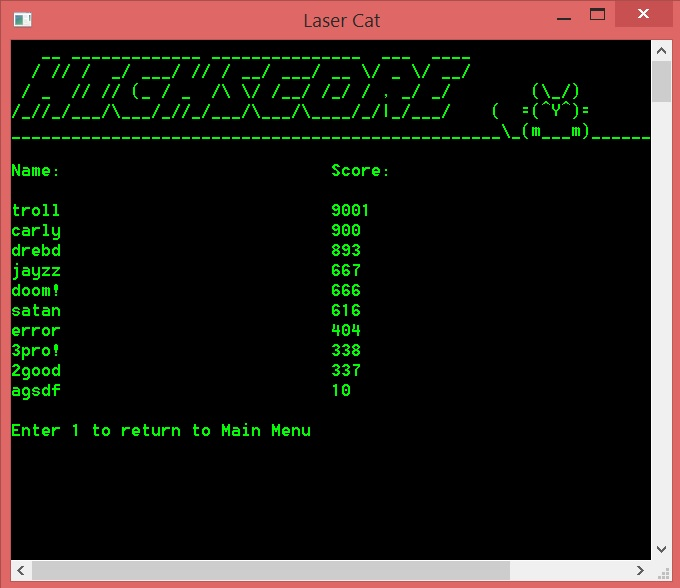 Laser Cat
HIGHSCORE
Name: Score:
troll 9001
carly 900
drebd 893
jayzz 667
doom! 666
satan 616
error 404
3pro! 338
2good 337
agsdf 10
Enter 1 to return to Main Menu